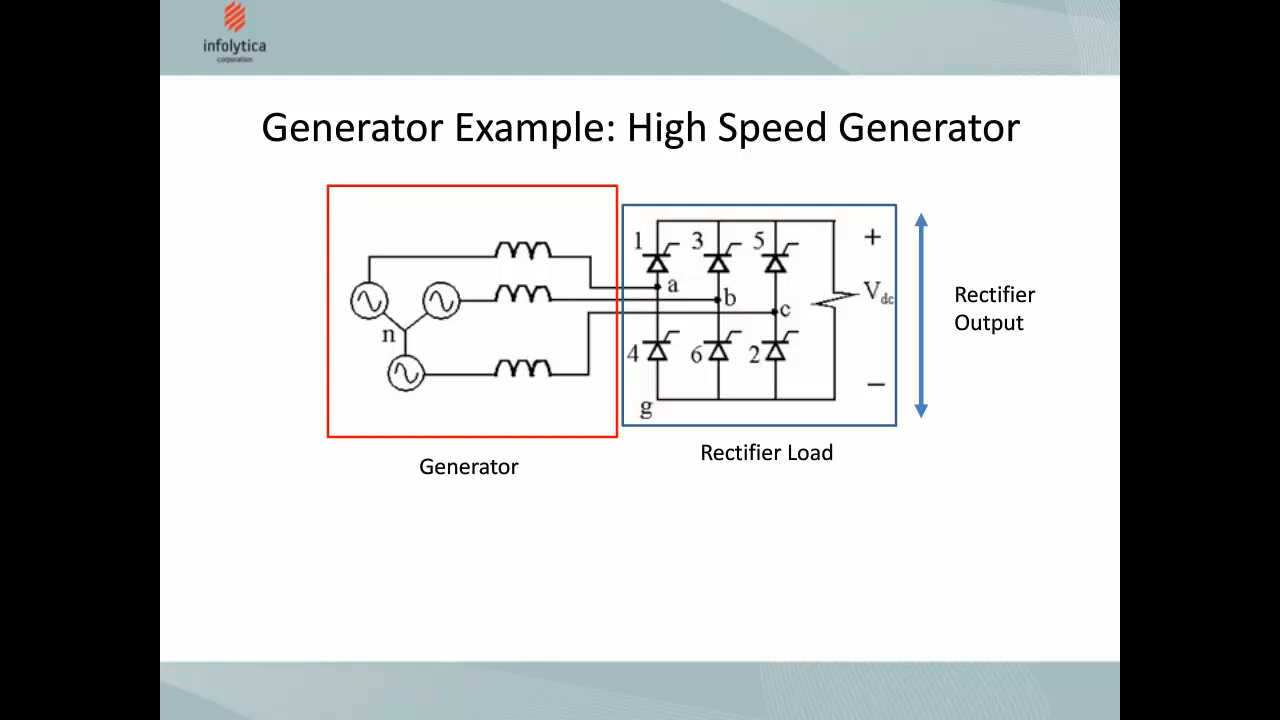 infolytica
corporation
Generator Example: High Speed Generator
1 3 5
+
a
V dc
b
c
n
4 6 2
−
g
Rectifier
Output
Generator
Rectifier Load